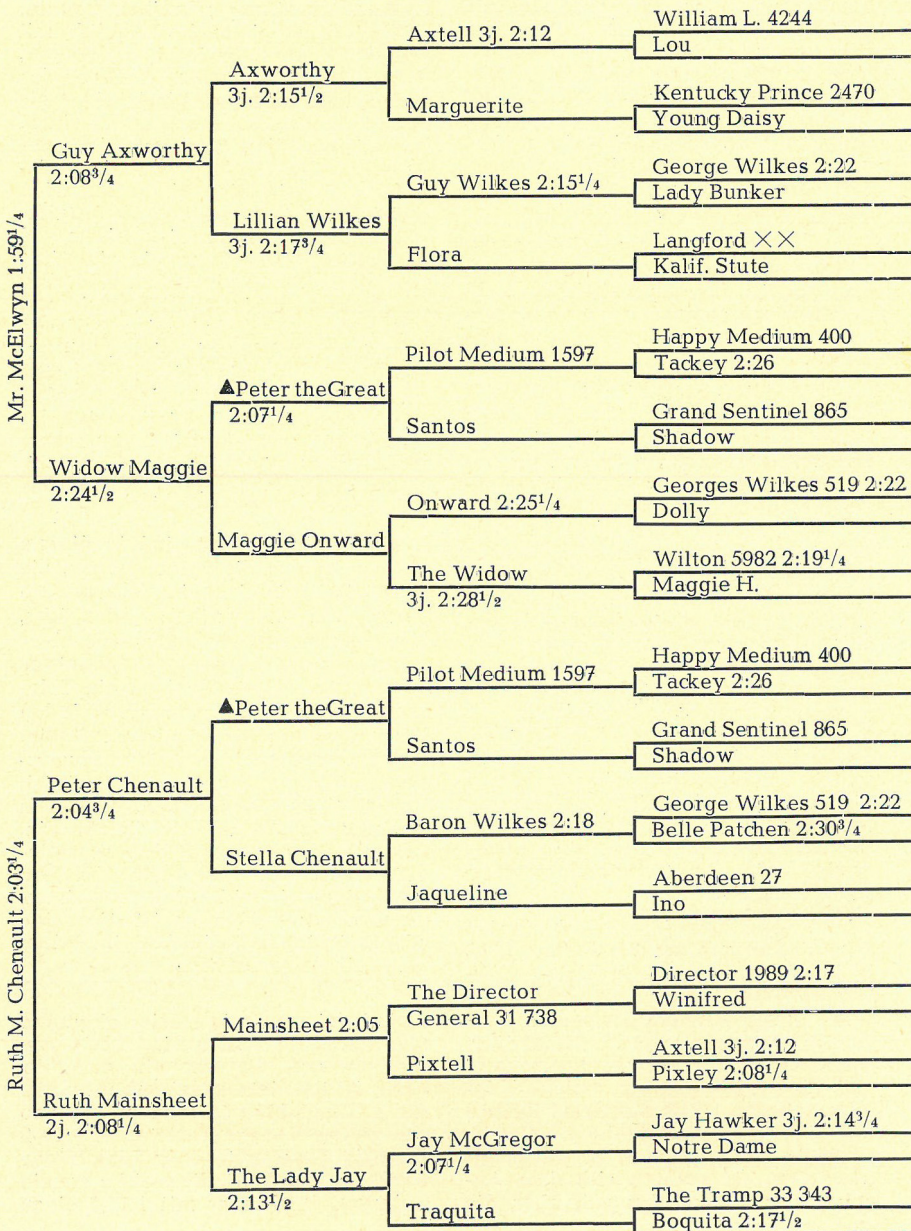 Mr. McElwyn 1:59¹/₄
Guy Axworthy
2:08³/₄
Axworthy
3j. 2:15¹/₂
Axtell 3j. 2:12
William L. 4244
Lou
Marguerite
Kentucky Prince 2470
Young Daisy
Lillian Wilkes
3j. 2:17³/₄
Guy Wilkes 2:15¹/₄
George Wilkes 2:22
Lady Bunker
Flora
Langford ××
Kalif. Stute
Widow Maggie
2:24¹/₂
▲Peter theGreat
2:07¹/₄
Pilot Medium 1597
Happy Medium 400
Tackey 2:26
Santos
Grand Sentinel 865
Shadow
Maggie Onward
Onward 2:25¹/₄
Georges Wilkes 519 2:22
Dolly
The Widow
3j. 2:28¹/₂
Wilton 5982 2:19¹/₄
Maggie H.
Ruth M. Chenault 2:03¹/₄
Peter Chenault
2:04³/₄
▲Peter theGreat
Pilot Medium 1597
Happy Medium 400
Tackey 2:26
Santos
Grand Sentinel 865
Shadow
Stella Chenault
Baron Wilkes 2:18
George Wilkes 519 2:22
Belle Patchen 2:30³/₄
Jaqueline
Aberdeen 27
Ino
Ruth Mainsheet
2j. 2:08¹/₄
Mainsheet 2:05
The Director
General 31 738
Director 1989 2:17
Winifred
Pixtell
Axtell 3j. 2:12
Pixley 2:08¹/₄
The Lady Jay
2:13¹/₂
Jay McGregor
2:07¹/₄
Jay Hawker 3j. 2:14³/₄
Notre Dame
Traquita
The Tramp 33 343
Boquita 2:17¹/₂